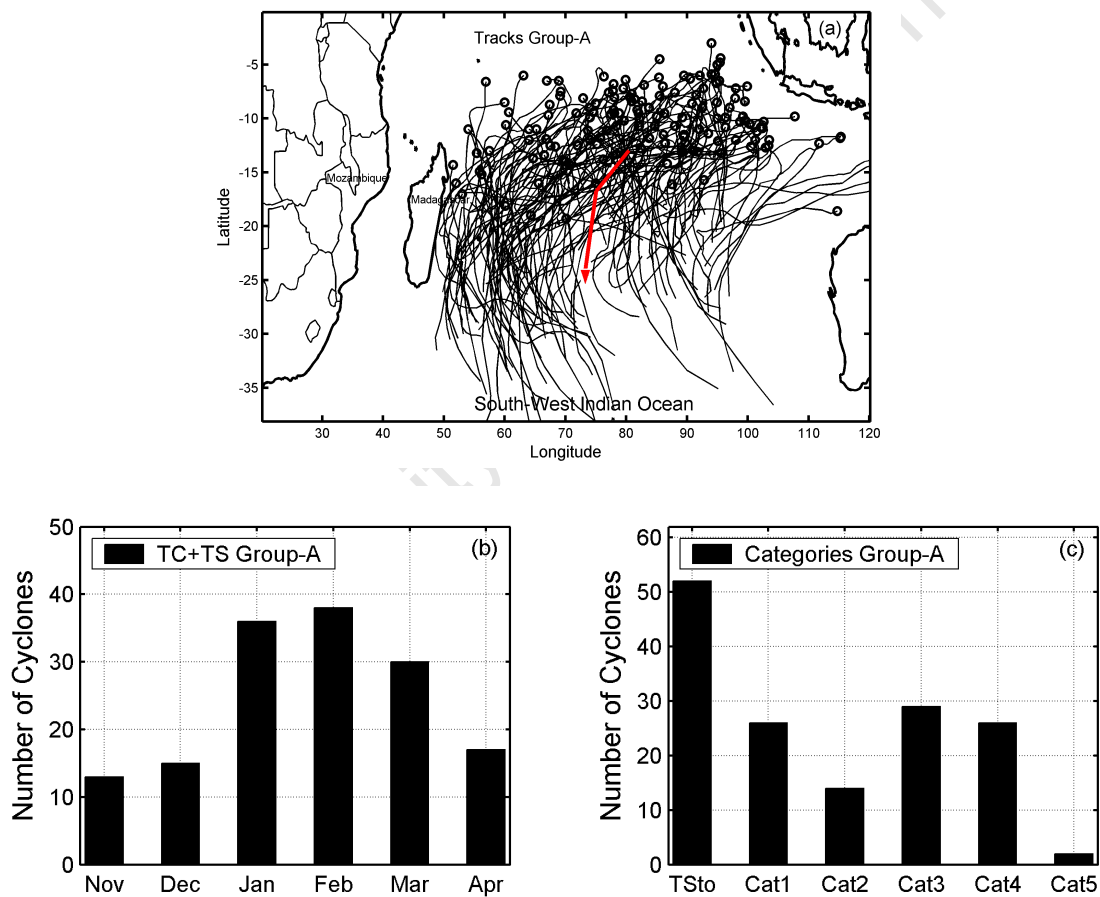 Tracks Group-A
(a)
-5
-10
-15
-20
-25
-30
-35
Latitude
Mozambique
Madagascar
South-West Indian Ocean
30 40 50 60 70 80 90 100 110 120
Longitude
50
40
30
20
10
0
Number of Cyclones
TC+TS Group-A
(b)
Nov Dec Jan Feb Mar Apr
60
50
40
30
20
10
0
Number of Cyclones
Categories Group-A
(c)
TSto Cat1 Cat2 Cat3 Cat4 Cat5